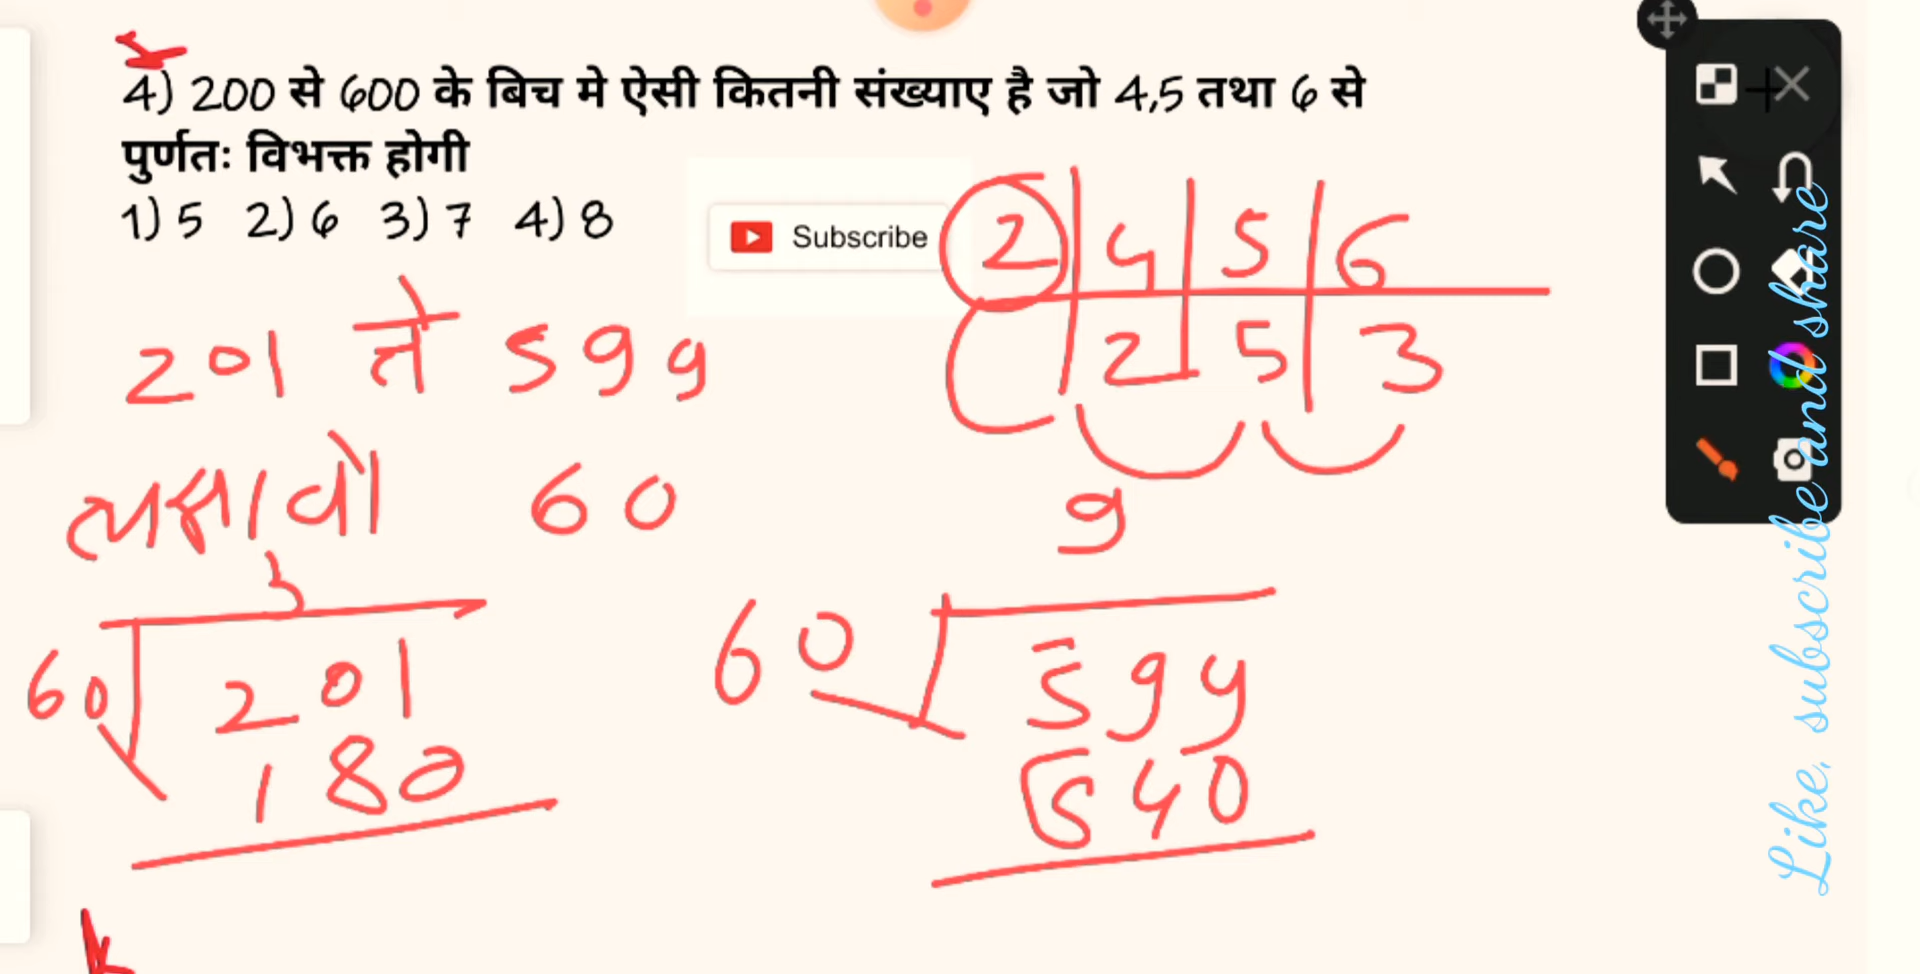 4) 200 से 600 के बिच मे ऐसी कितनी संख्याए है जो 4,5 तथा 6 से
पुर्णतः विभक्त होगी
1) 5 2) 6 3) 7 4) 8
Subscribe
2 4 5 6
2 5 3
201 ते 599
60
3
60 201
180
9
60 599
540
Like, subscribe and share